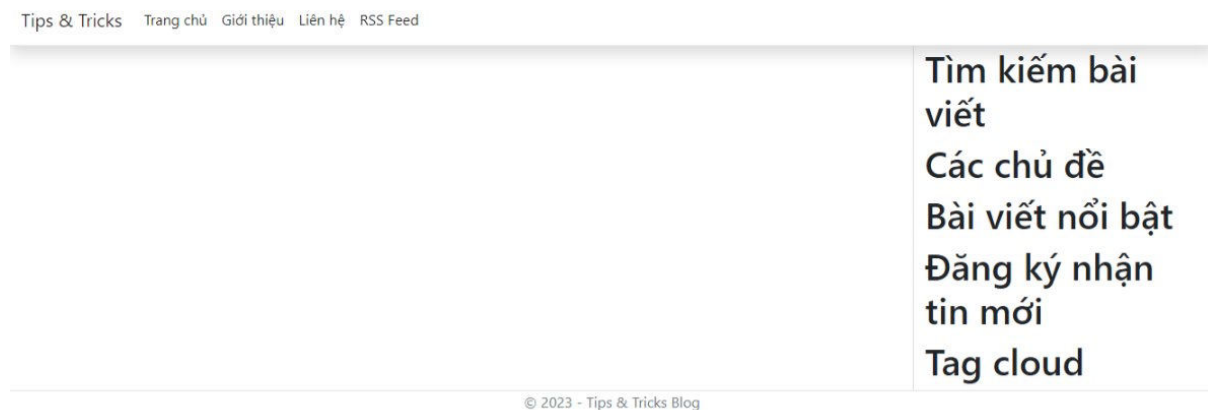 Tips & Tricks Trang chủ Giới thiệu Liên hệ RSS Feed
Tìm kiếm bài
viết
Các chủ đề
Bài viết nổi bật
Đăng ký nhận
tin mới
Tag cloud
© 2023 - Tips & Tricks Blog